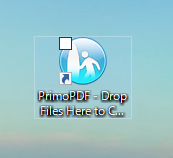 PrimoPDF - Drop
Files Here to C...